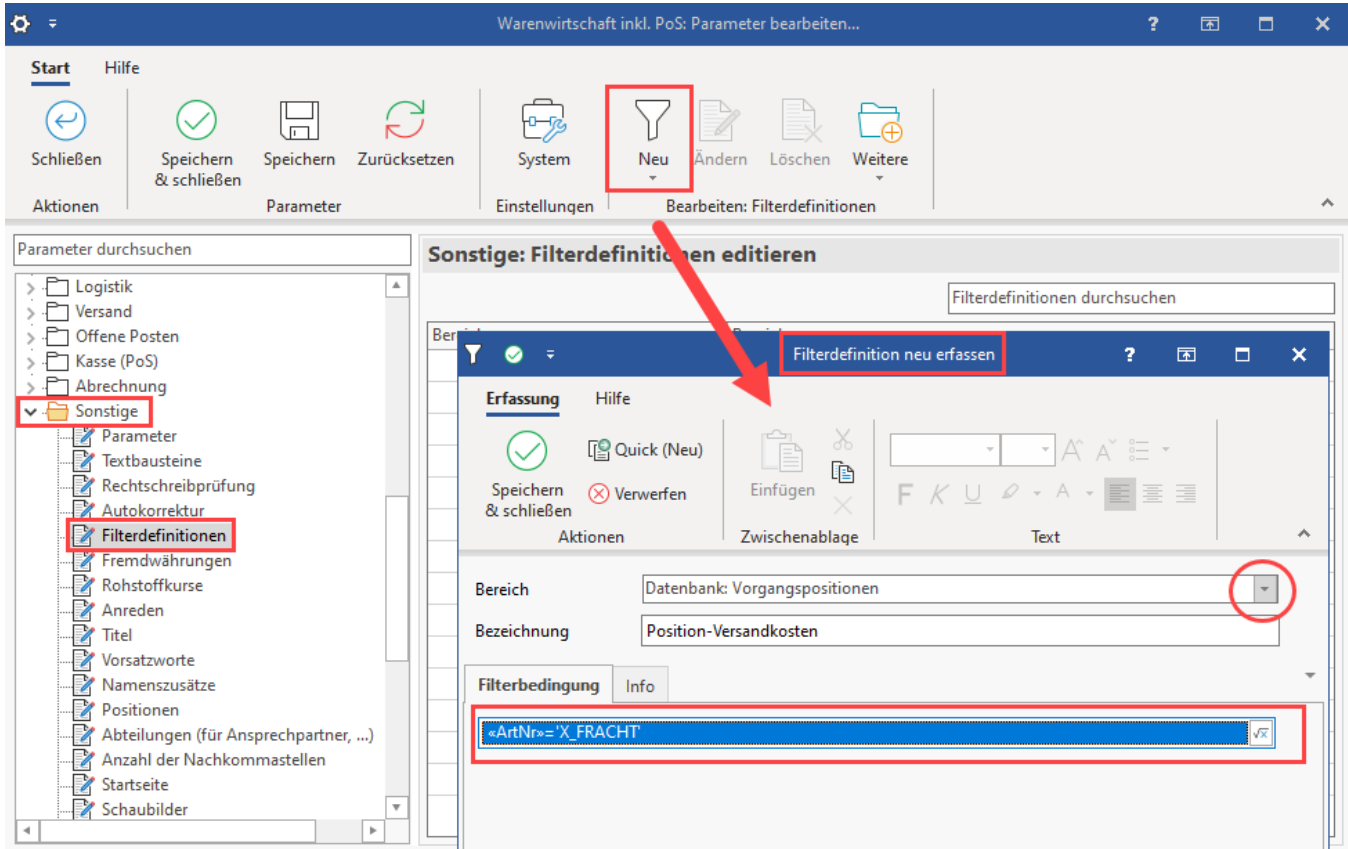 Warenwirtschaft inkl. PoS: Parameter bearbeiten...
?
Start Hilfe
Schließen
Speichern & schließen
Speichern
Zurücksetzen
System
Neu
Ändern
Löschen
Weitere
Aktionen
Parameter
Einstellungen
Bearbeiten: Filterdefinitionen
Parameter durchsuchen
Logistik
Versand
Offene Posten
Kasse (PoS)
Abrechnung
Sonstige
Parameter
Textbausteine
Rechtschreibprüfung
Autokorrektur
Filterdefinitionen
Fremdwährungen
Rohstoffkurse
Anreden
Titel
Vorsatzworte
Namenszusätze
Positionen
Abteilungen (für Ansprechpartner, ...)
Anzahl der Nachkommastellen
Startseite
Schaubilder
Sonstige: Filterdefinitionen editieren
Filterdefinitionen durchsuchen
Filterdefinition neu erfassen
?
Erfassung Hilfe
Speichern & schließen
Quick (Neu)
Verwerfen
Einfügen
F K U A
Aktionen
Zwischenablage
Text
Bereich
Datenbank: Vorgangspositionen
Bezeichnung
Position-Versandkosten
Filterbedingung
Info
«ArtNr»='X_FRACHT'